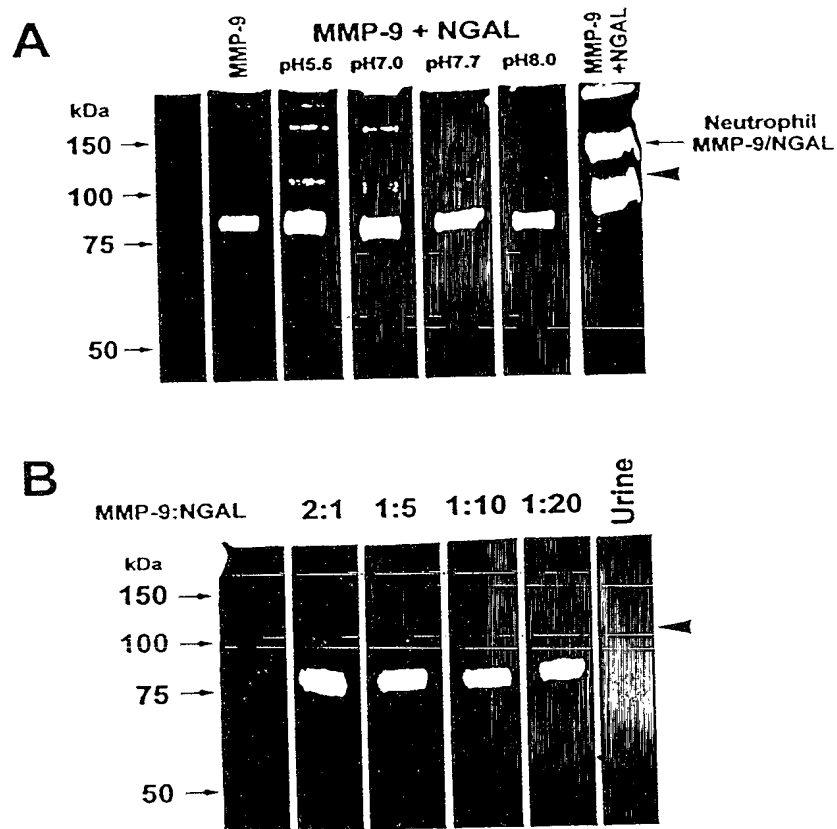 A
MMP-9
MMP-9 + NGAL
pH5.5 pH7.0 pH7.7 pH8.0
MMP-9
+NGAL
kDa
150
100
75
50
Neutrophil
MMP-9/NGAL
B
MMP-9:NGAL 2:1 1:5 1:10 1:20 Urine
kDa
150
100
75
50